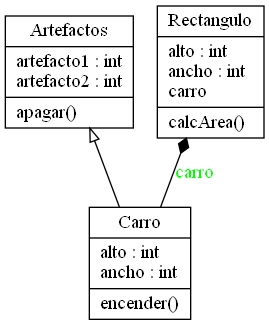 Artefactos
artefacto1 : int
artefacto2 : int
apagar()
Rectangulo
alto : int
ancho : int
carro
calcArea()
carro
Carro
alto : int
ancho : int
encender()